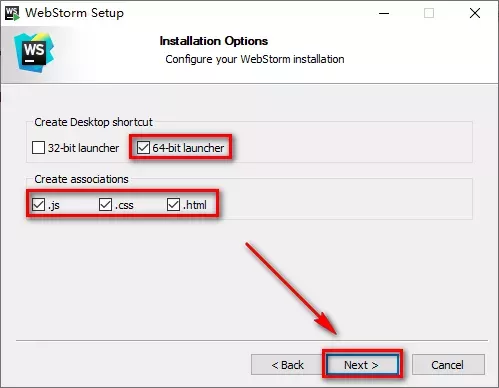 WebStorm Setup
WS
Installation Options
Configure your WebStorm installation
Create Desktop shortcut
32-bit launcher 64-bit launcher
Create associations
.js .css .html
< Back Next > Cancel